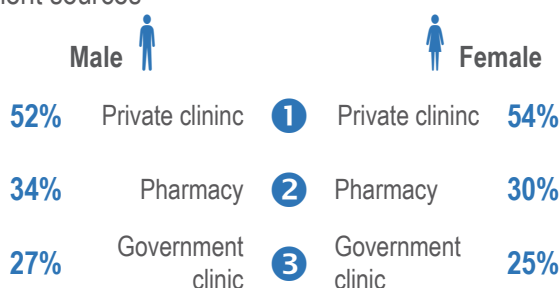 sources
Male Female
52% Private clininc 1 Private clininc 54%
34% Pharmacy 2 Pharmacy 30%
27% Government clinic 3 Government clinic 25%